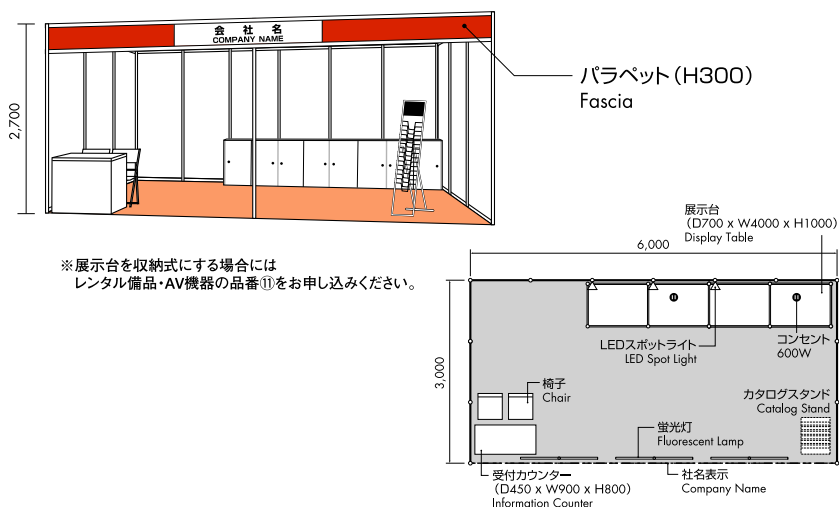 会 社 名
COMPANY NAME
パラペット(H300)
Fascia
2,700
※展示台を収納式にする場合には
レンタル備品・AV機器の品番⑪をお申し込みください。
展示台
(D700 x W4000 x H1000)
Display Table
6,000
3,000
LEDスポットライト
LED Spot Light
コンセント
600W
椅子
Chair
カタログスタンド
Catalog Stand
蛍光灯
Fluorescent Lamp
受付カウンター
(D450 x W900 x H800)
Information Counter
社名表示
Company Name